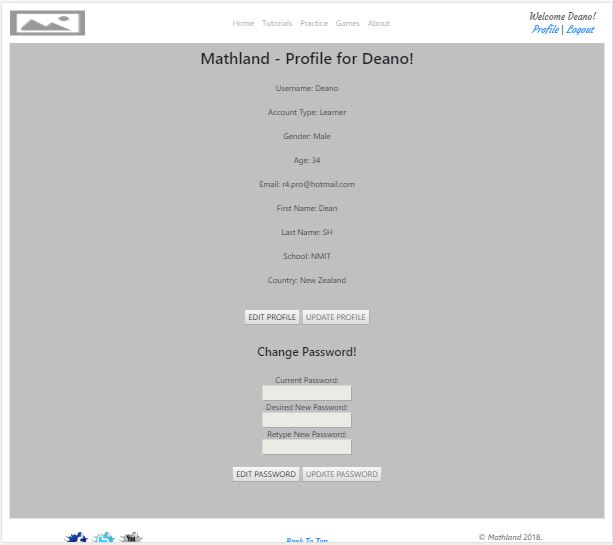 Home Tutorials Practice Games About
Welcome Deano!
Profile | Logout
Mathland - Profile for Deano!
Username: Deano
Account Type: Learner
Gender: Male
Age: 34
Email: r4.pro@hotmail.com
First Name: Dean
Last Name: SH
School: NMIT
Country: New Zealand
EDIT PROFILE UPDATE PROFILE
Change Password!
Current Password:
Desired New Password:
Retype New Password:
EDIT PASSWORD UPDATE PASSWORD
Back To Top
© Mathland 2018.